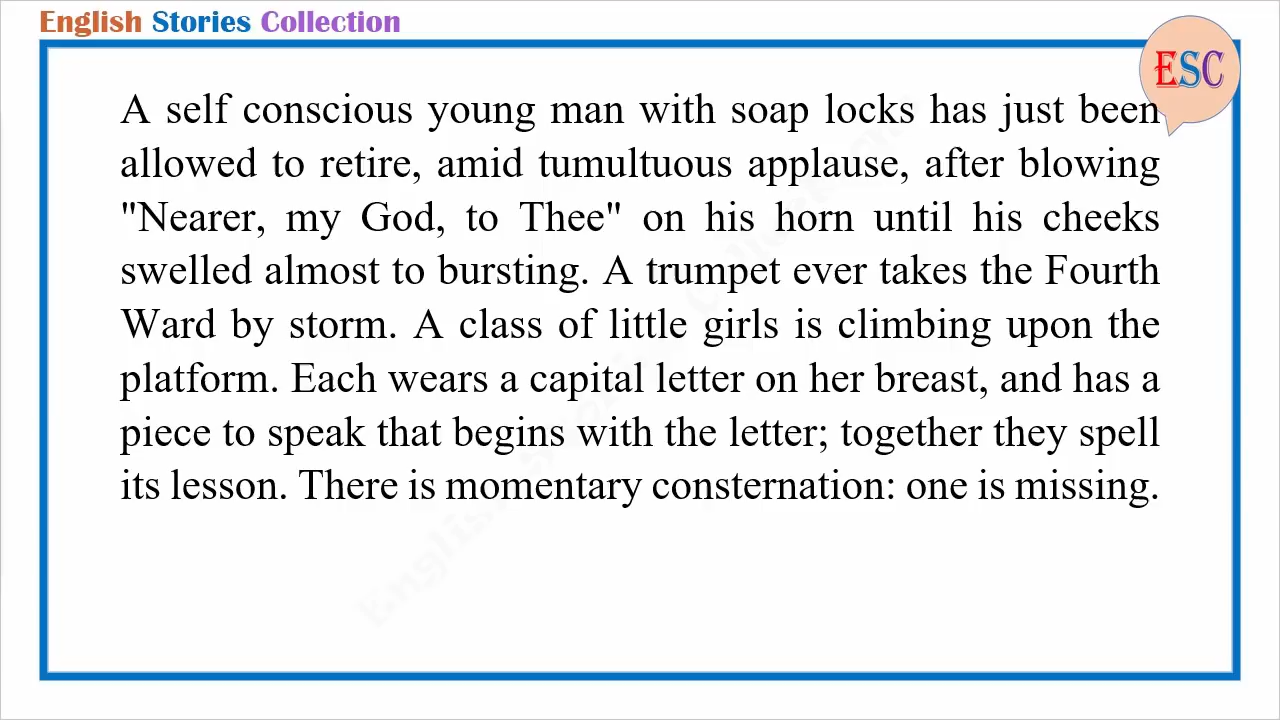 English Stories Collection
ESC
A self conscious young man with soap locks has just been
allowed to retire, amid tumultuous applause, after blowing
"Nearer, my God, to Thee" on his horn until his cheeks
swelled almost to bursting. A trumpet ever takes the Fourth
Ward by storm. A class of little girls is climbing upon the
platform. Each wears a capital letter on her breast, and has a
piece to speak that begins with the letter; together they spell
its lesson. There is momentary consternation: one is missing.
English Stories Collection